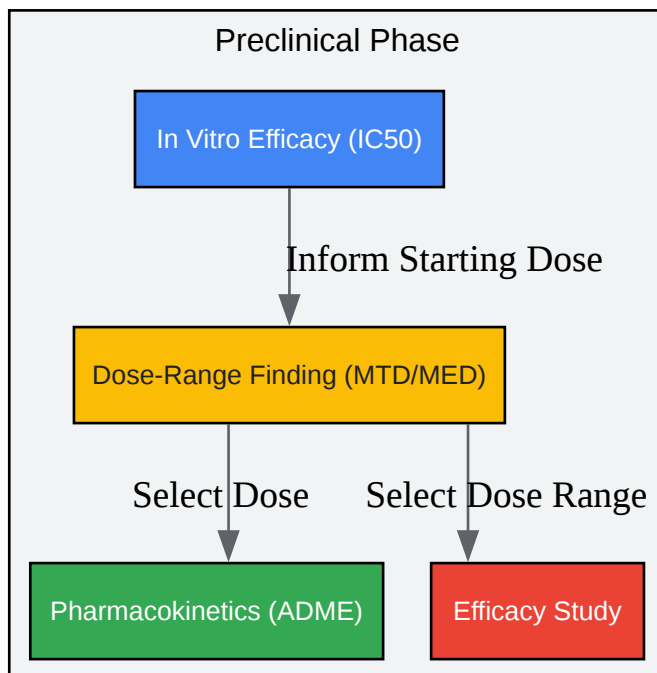 Preclinical Phase
In Vitro Efficacy (IC50)
Inform Starting Dose
Dose-Range Finding (MTD/MED)
Select Dose
Select Dose Range
Pharmacokinetics (ADME)
Efficacy Study